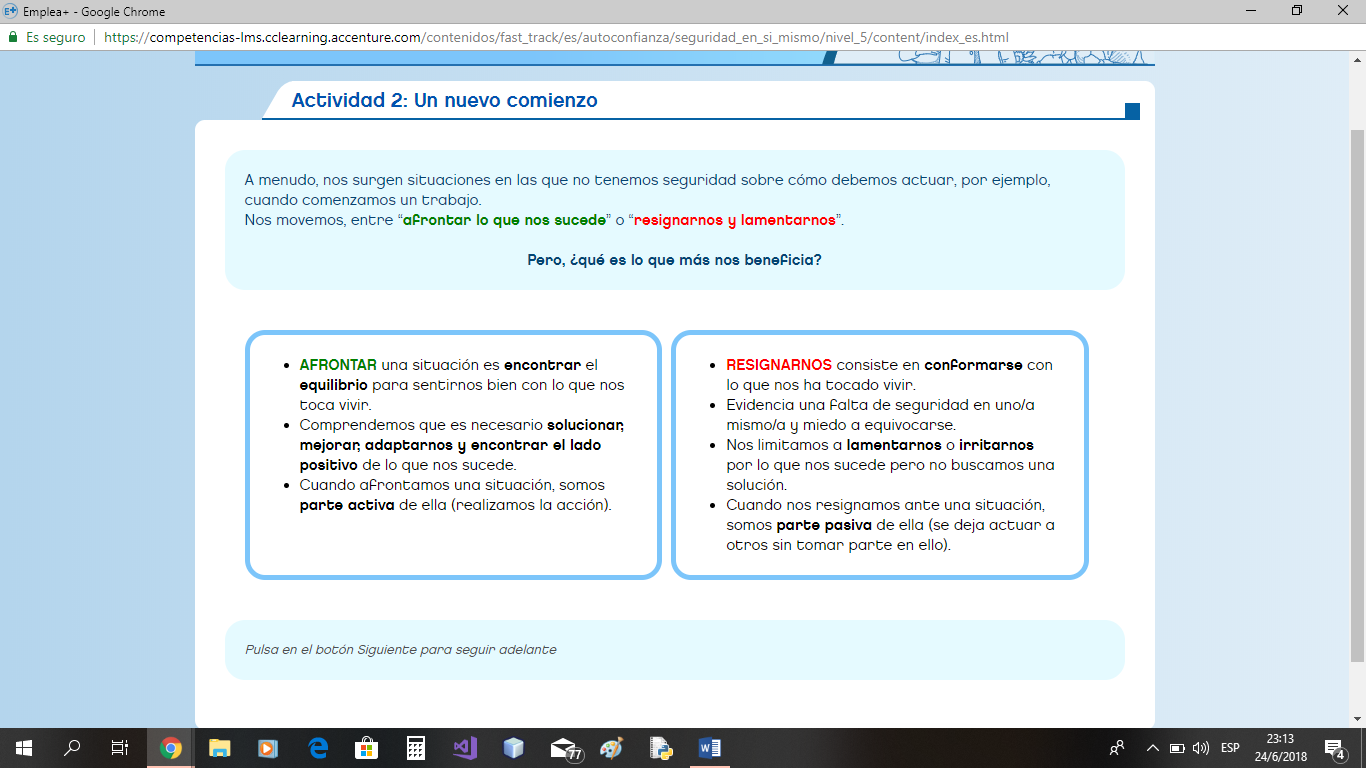 Emplea+ - Google Chrome
Es seguro | https://competencias-lms.cclearning.accenture.com/contenidos/fast_track/es/autoconfianza/seguridad_en_si_mismo/nivel_5/content/index_es.html
Actividad 2: Un nuevo comienzo
A menudo, nos surgen situaciones en las que no tenemos seguridad sobre cómo debemos actuar, por ejemplo,
cuando comenzamos un trabajo.
Nos movemos, entre “afrontar lo que nos sucede” o “resignarnos y lamentarnos”.
Pero, ¿qué es lo que más nos beneficia?
• AFRONTAR una situación es encontrar el
equilibrio para sentirnos bien con lo que nos
toca vivir.
• Comprendemos que es necesario solucionar,
mejorar, adaptarnos y encontrar el lado
positivo de lo que nos sucede.
• Cuando afrontamos una situación, somos
parte activa de ella (realizamos la acción).
• RESIGNARNOS consiste en conformarse con
lo que nos ha tocado vivir.
• Evidencia una falta de seguridad en uno/a
mismo/a y miedo a equivocarse.
• Nos limitamos a lamentarnos o irritarnos
por lo que nos sucede pero no buscamos una
solución.
• Cuando nos resignamos ante una situación,
somos parte pasiva de ella (se deja actuar a
otros sin tomar parte en ello).
Pulsa en el botón Siguiente para seguir adelante
77
ESP
23:13
24/6/2018
4